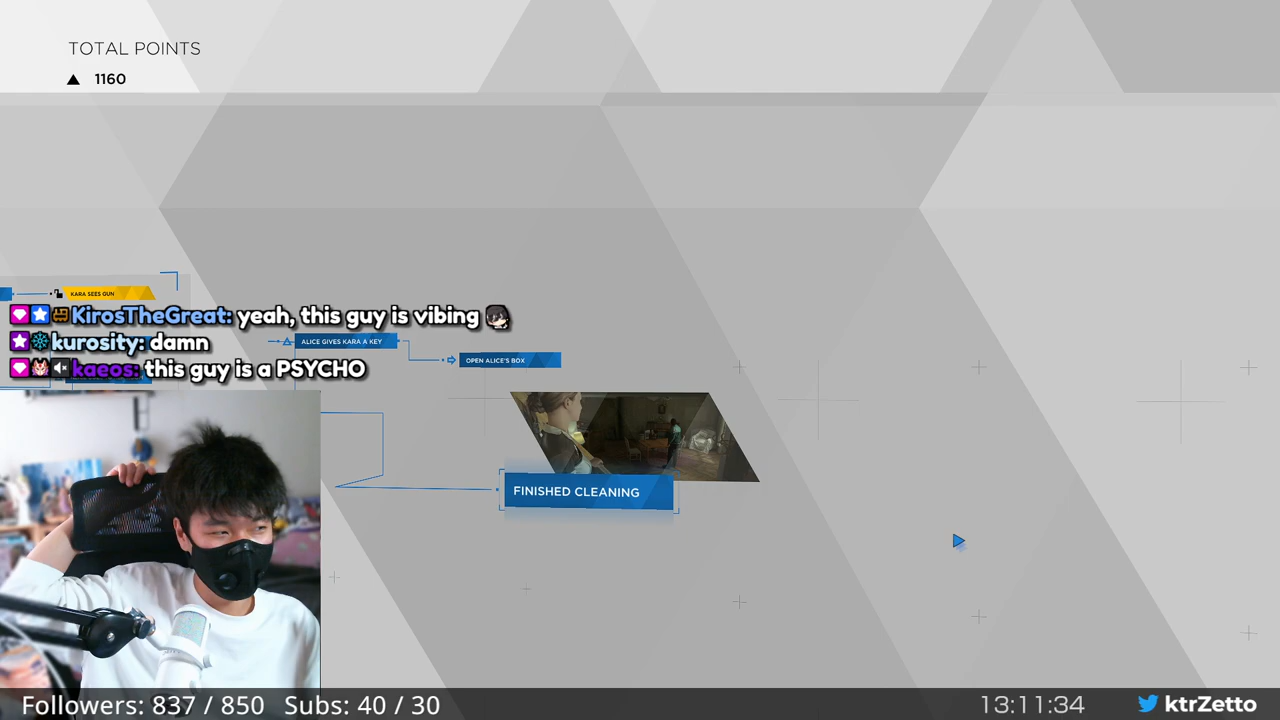 TOTAL POINTS
1160
KARA SEES GUN
KirosTheGreat: yeah, this guy is vibing
kurosity: damn
ALICE GIVES KARA A KEY
OPEN ALICE'S BOX
kaeos: this guy is a PSYCHO
FINISHED CLEANING
Followers: 837 / 850 Subs: 40 / 30
13:11:34
ktrZetto